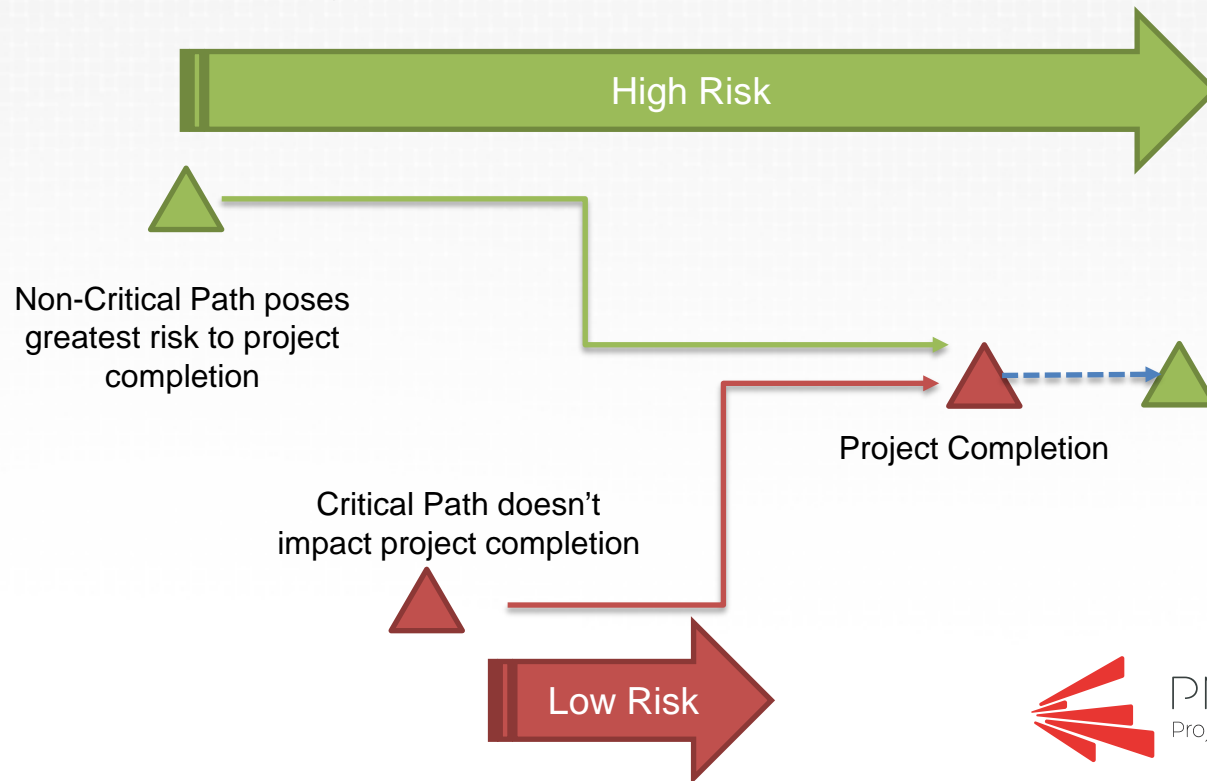 High Risk
Non-Critical Path poses
greatest risk to project
completion
Project Completion
Critical Path doesn’t
impact project completion
Low Risk